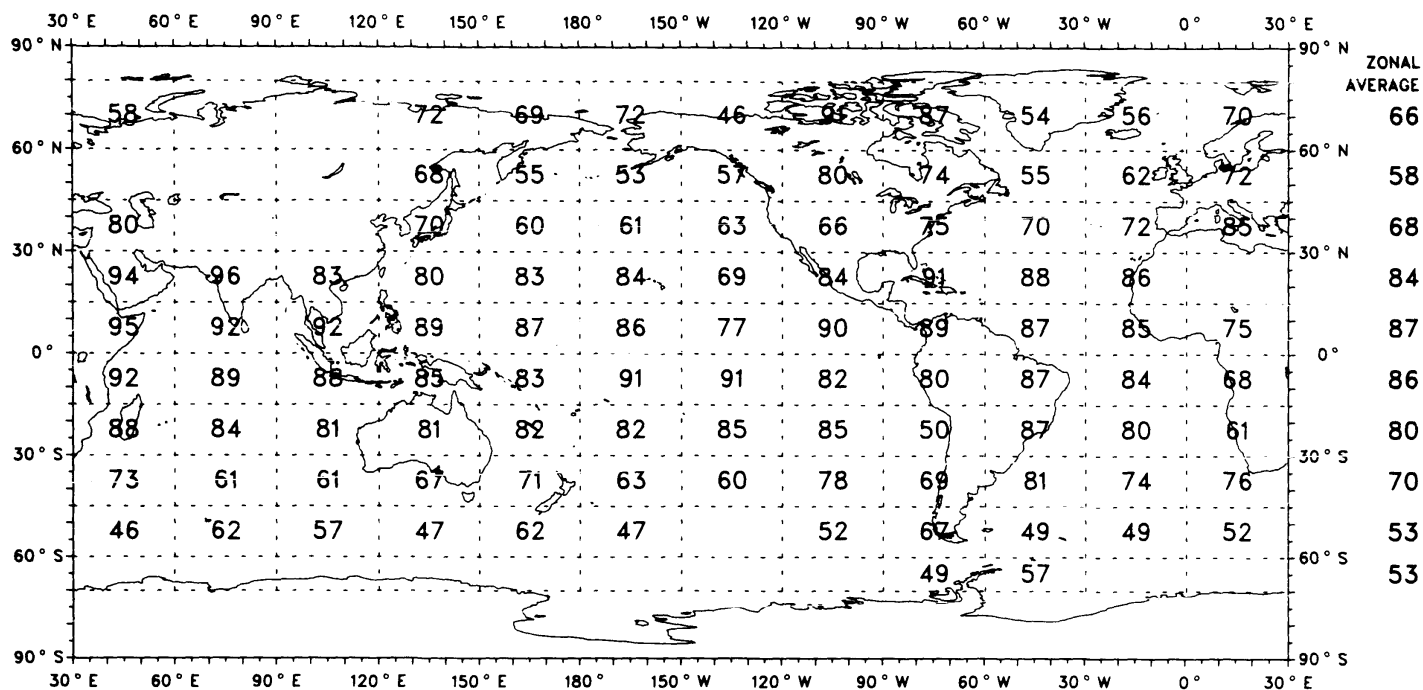 30° E 60° E 90° E 120° E 150° E 180° 150° W 120° W 90° W 60° W 30° W 0° 30° E
90° N 90° N
ZONAL
AVERAGE
58 72 69 72 46 87 54 56 70 66
60° N 60° N
68 55 53 57 80 74 55 62 72 58
80 70 60 61 63 66 75 70 72 85 68
30° N 30° N
94 96 83 80 83 84 69 84 91 88 86 84
95 92 92 89 87 86 77 90 89 87 85 75 87
0° 0°
92 89 88 85 83 91 91 82 80 87 84 68 86
88 84 81 81 82 82 85 85 50 87 80 61 80
30° S 30° S
73 61 61 67 71 63 60 78 69 81 74 76 70
46 62 57 47 62 47 52 67 49 49 52 53
60° S 60° S
49 57 53
90° S 90° S
30° E 60° E 90° E 120° E 150° E 180° 150° W 120° W 90° W 60° W 30° W 0° 30° E